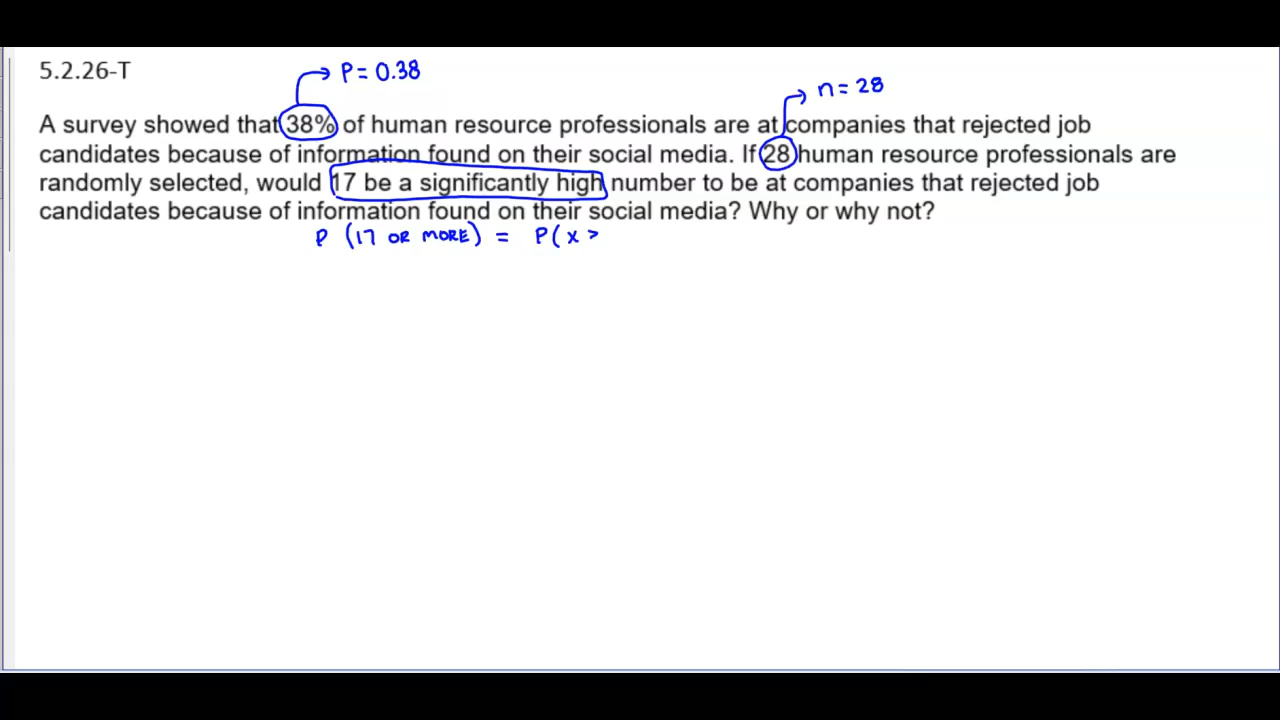 5.2.26-T
P = 0.38
n = 28
A survey showed that 38% of human resource professionals are at companies that rejected job
candidates because of information found on their social media. If 28 human resource professionals are
randomly selected, would 17 be a significantly high number to be at companies that rejected job
candidates because of information found on their social media? Why or why not?
P (17 OR MORE) = P(x >